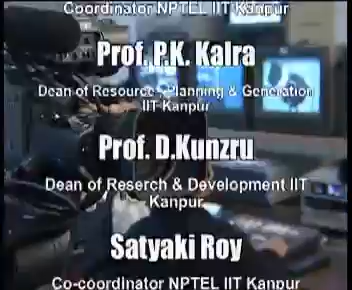 Coordinator NPTEL IIT Kanpur
Prof. P.K. Kalra
Dean of Resource, Planning & Generation
IIT Kanpur
Prof. D.Kunzru
Dean of Reserch & Development IIT
Kanpur
Satyaki Roy
Co-coordinator NPTEL IIT Kanpur